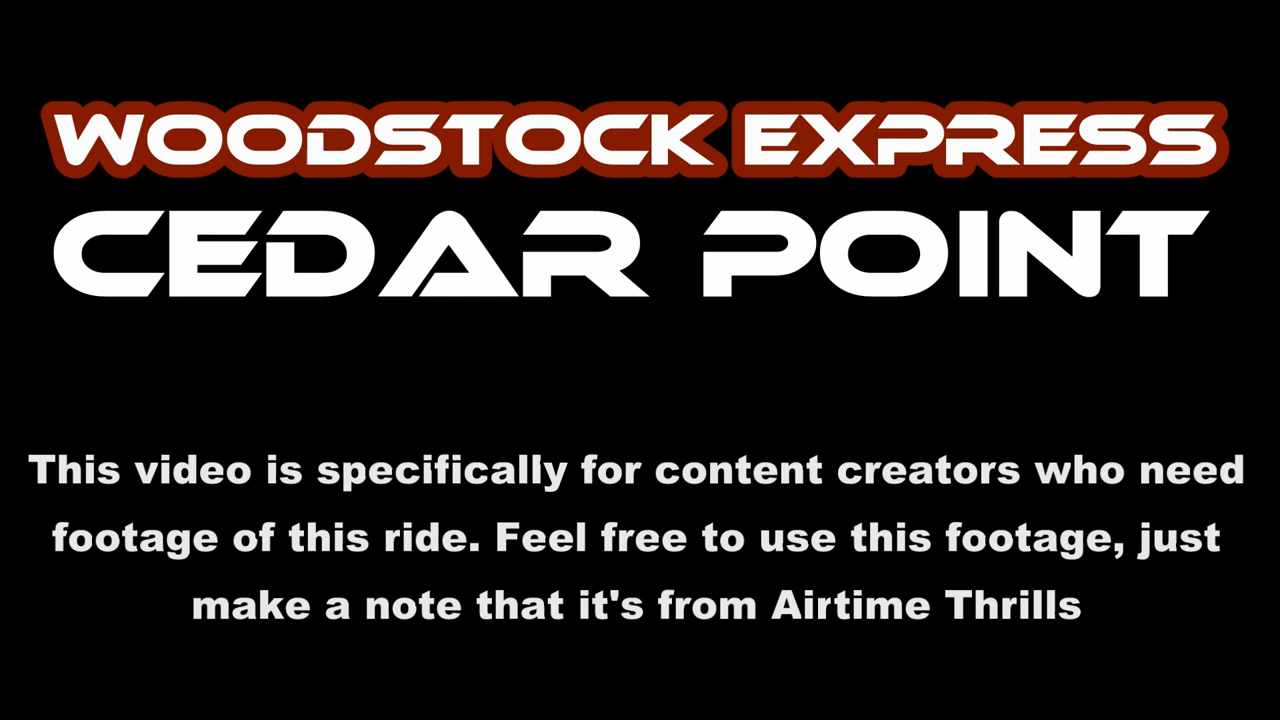 WOODSTOCK EXPRESS
CEDAR POINT
This video is specifically for content creators who need
footage of this ride. Feel free to use this footage, just
make a note that it's from Airtime Thrills